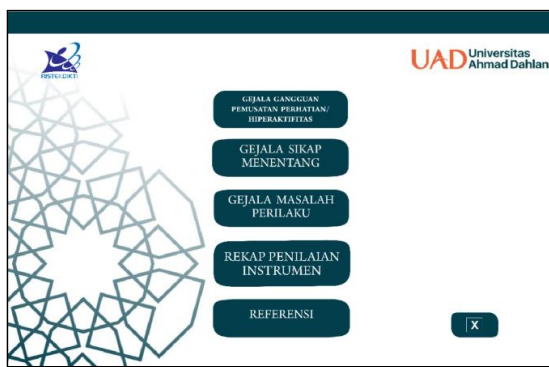 RISTEKDIKTI
UAD Universitas
Ahmad Dahlan
GEJALA GANGGUAN
PEMUSATAN PERHATIAN/
HIPERAKTIFITAS
GEJALA SIKAP
MENENTANG
GEJALA MASALAH
PERILAKU
REKAP PENILAIAN
INSTRUMEN
REFERENSI
X